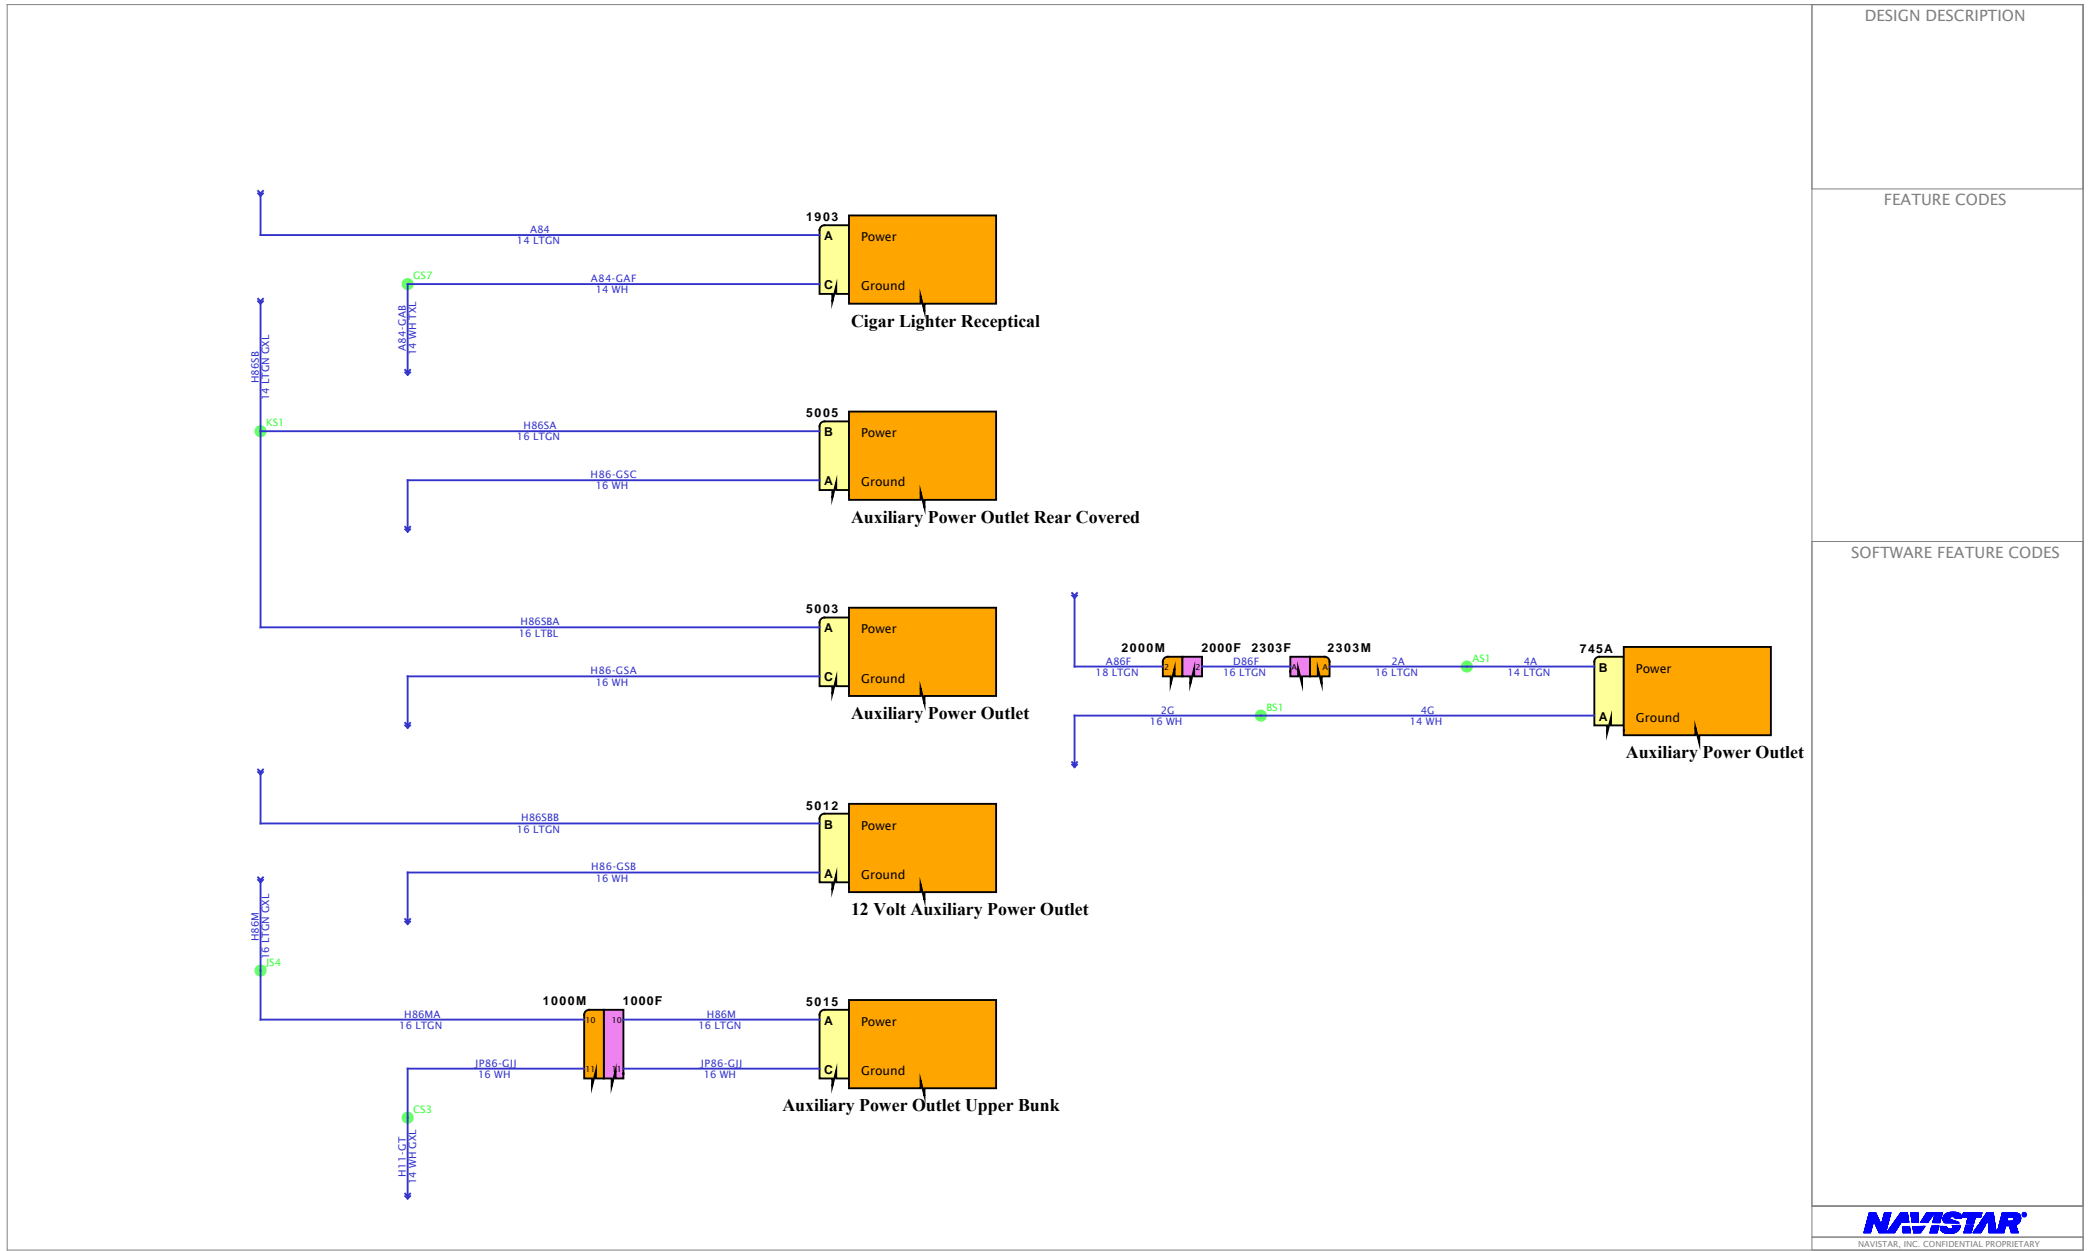 DESIGN DESCRIPTION
FEATURE CODES
SOFTWARE FEATURE CODES
A84
14 LTGN
1903
A
Power
GS7
A84-GAF
14 WH
C
Ground
A84-GAB
14 WH TXL
Cigar Lighter Receptical
H86SB
14 LTGN GXL
KS1
H86SA
16 LTGN
5005
B
Power
H86-GSC
16 WH
A
Ground
Auxiliary Power Outlet Rear Covered
H86SBA
16 LTBL
5003
A
Power
H86-GSA
16 WH
C
Ground
Auxiliary Power Outlet
A86F
18 LTGN
2000M
2
2
2000F
D86F
16 LTGN
2303F
A
A
2303M
2A
16 LTGN
AS1
4A
14 LTGN
745A
B
Power
2G
16 WH
BS1
4G
14 WH
A
Ground
Auxiliary Power Outlet
H86SBB
16 LTGN
5012
B
Power
H86-GSB
16 WH
A
Ground
12 Volt Auxiliary Power Outlet
H86M
16 LTGN GXL
JS4
H86MA
16 LTGN
1000M
10
10
1000F
H86M
16 LTGN
5015
A
Power
JP86-GJJ
16 WH
11
11
JP86-GJJ
16 WH
C
Ground
Auxiliary Power Outlet Upper Bunk
CS3
H11-GT
14 WH GXL
NAVISTAR
NAVISTAR, INC. CONFIDENTIAL PROPRIETARY